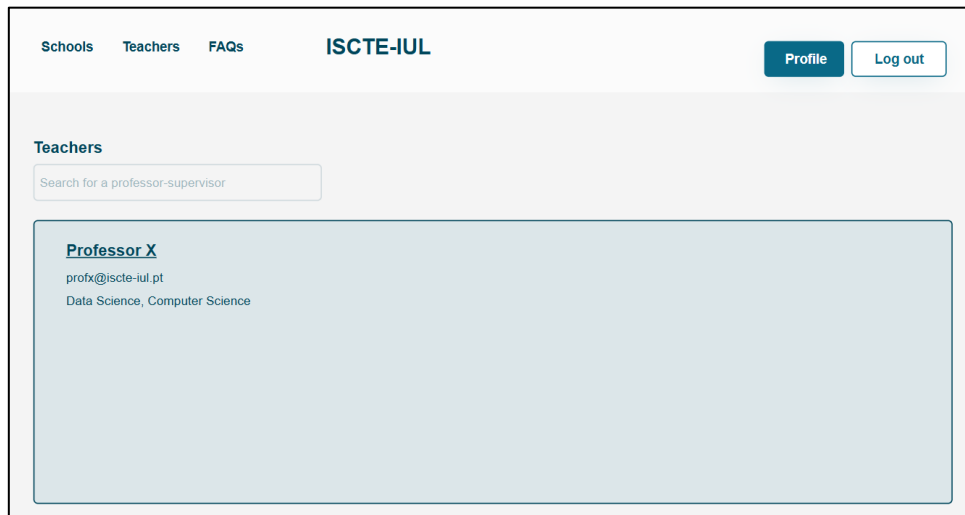 Schools Teachers FAQs ISCTE-IUL Profile Log out
Teachers
Search for a professor-supervisor
Professor X
profx@iscte-iul.pt
Data Science, Computer Science